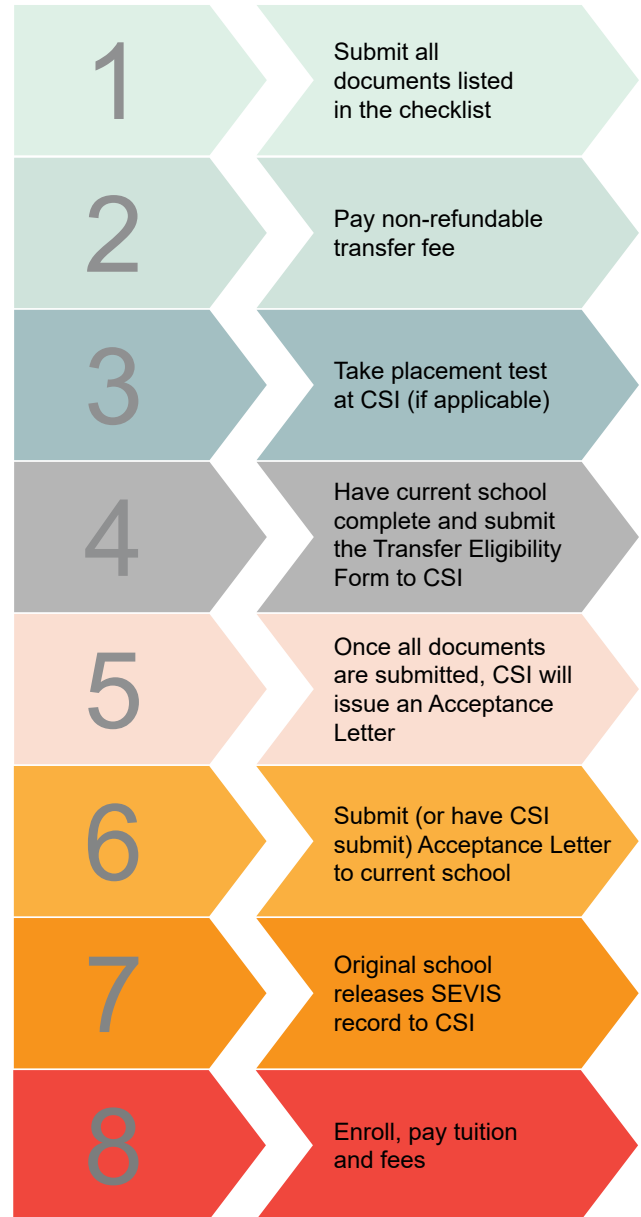 1
Submit all
documents listed
in the checklist
2
Pay non-refundable
transfer fee
3
Take placement test
at CSI (if applicable)
4
Have current school
complete and submit
the Transfer Eligibility
Form to CSI
5
Once all documents
are submitted, CSI will
issue an Acceptance
Letter
6
Submit (or have CSI
submit) Acceptance Letter
to current school
7
Original school
releases SEVIS
record to CSI
8
Enroll, pay tuition
and fees